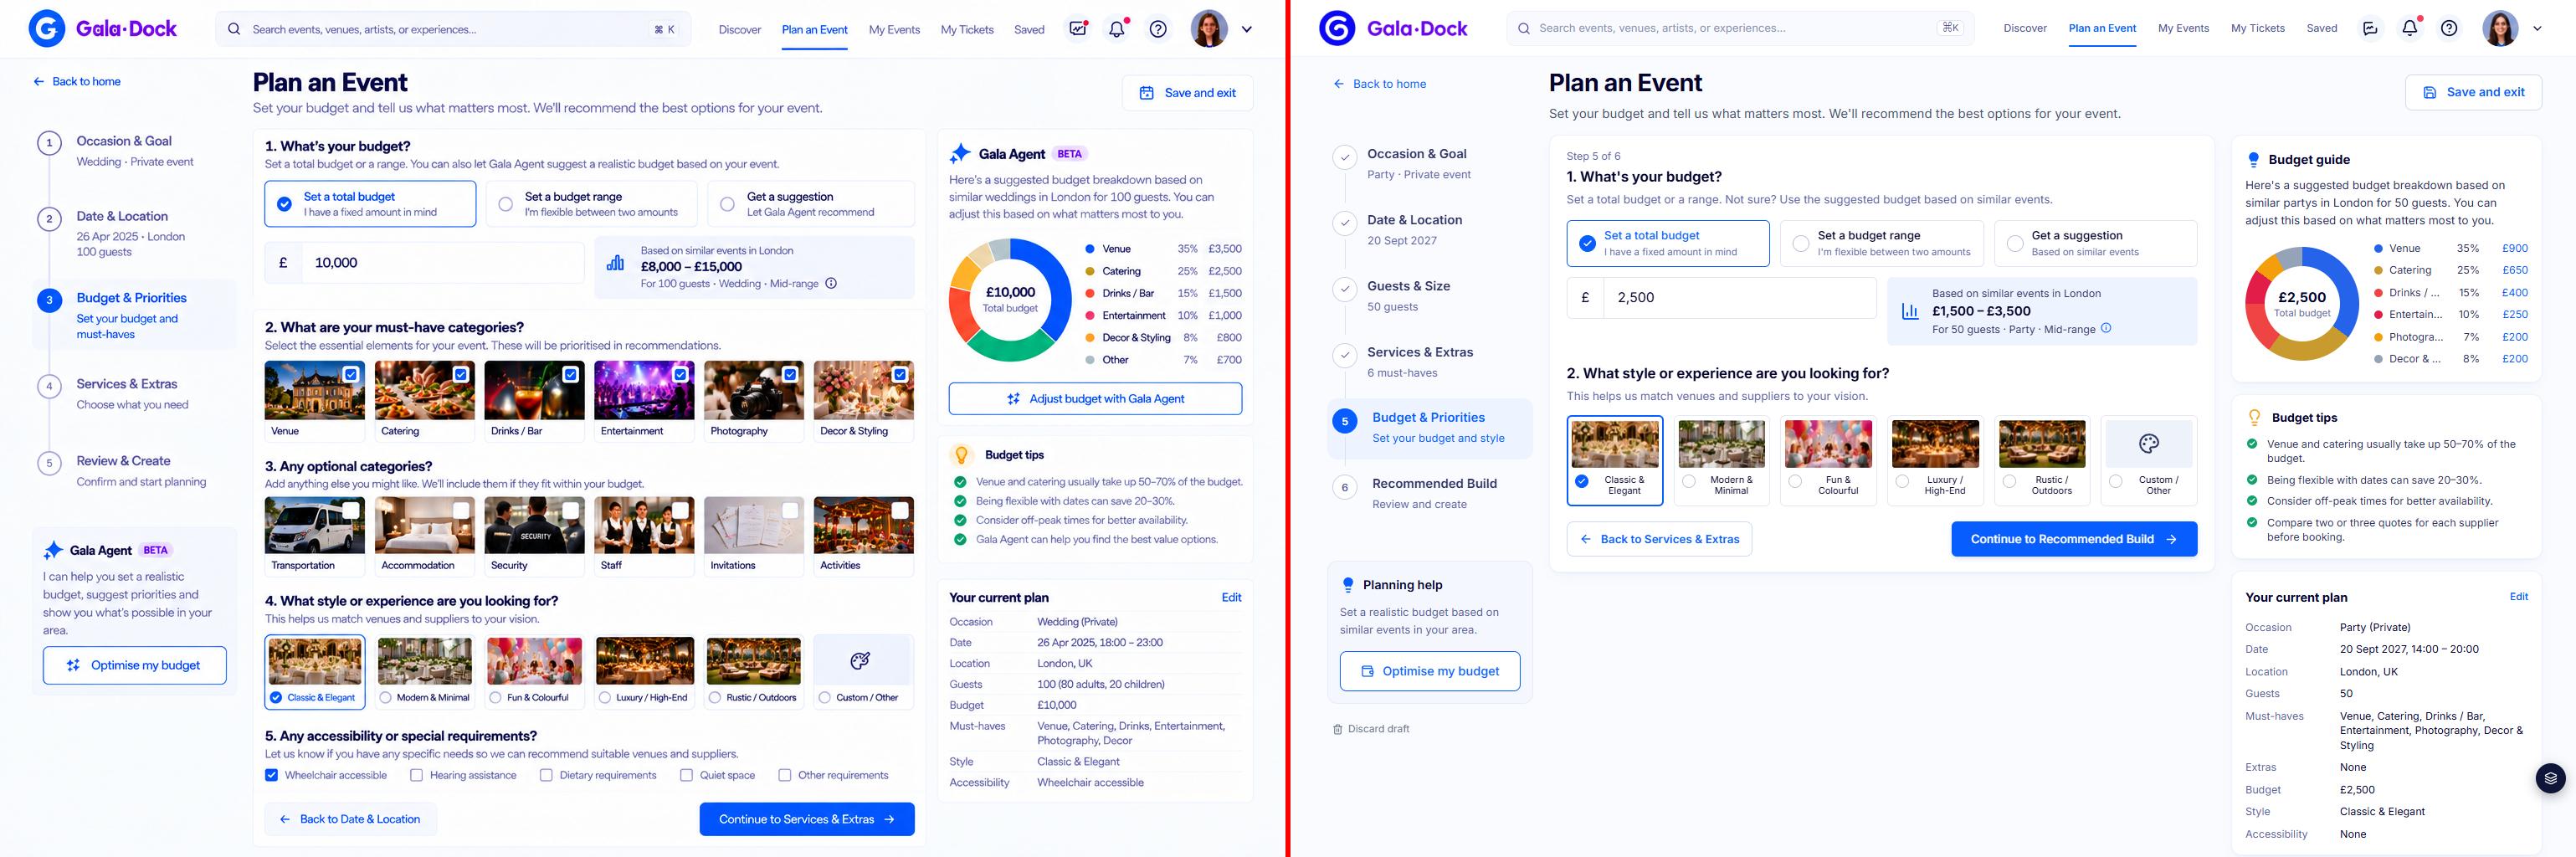 Gala·Dock
Search events, venues, artists, or experiences...
⌘ K
Discover
Plan an Event
My Events
My Tickets
Saved
← Back to home
Plan an Event
Set your budget and tell us what matters most. We'll recommend the best options for your event.
Save and exit
1
Occasion & Goal
Wedding · Private event
2
Date & Location
26 Apr 2025 · London
100 guests
3
Budget & Priorities
Set your budget and
must-haves
4
Services & Extras
Choose what you need
5
Review & Create
Confirm and start planning
Gala Agent BETA
I can help you set a realistic
budget, suggest priorities and
show you what's possible in your
area.
Optimise my budget
1. What's your budget?
Set a total budget or a range. You can also let Gala Agent suggest a realistic budget based on your event.
Set a total budget
I have a fixed amount in mind
Set a budget range
I'm flexible between two amounts
Get a suggestion
Let Gala Agent recommend
£ 10,000
Based on similar events in London
£8,000 – £15,000
For 100 guests · Wedding · Mid-range
2. What are your must-have categories?
Select the essential elements for your event. These will be prioritised in recommendations.
Venue
Catering
Drinks / Bar
Entertainment
Photography
Decor & Styling
3. Any optional categories?
Add anything else you might like. We'll include them if they fit within your budget.
SECURITY
Transportation
Accommodation
Security
Staff
Invitations
Activities
4. What style or experience are you looking for?
This helps us match venues and suppliers to your vision.
Classic & Elegant
Modern & Minimal
Fun & Colourful
Luxury / High-End
Rustic / Outdoors
Custom / Other
5. Any accessibility or special requirements?
Let us know if you have any specific needs so we can recommend suitable venues and suppliers.
Wheelchair accessible
Hearing assistance
Dietary requirements
Quiet space
Other requirements
← Back to Date & Location
Continue to Services & Extras →
Gala Agent BETA
Here's a suggested budget breakdown based on
similar weddings in London for 100 guests. You can
adjust this based on what matters most to you.
£10,000
Total budget
Venue 35% £3,500
Catering 25% £2,500
Drinks / Bar 15% £1,500
Entertainment 10% £1,000
Decor & Styling 8% £800
Other 7% £700
Adjust budget with Gala Agent
Budget tips
Venue and catering usually take up 50–70% of the budget.
Being flexible with dates can save 20–30%.
Consider off-peak times for better availability.
Gala Agent can help you find the best value options.
Your current plan
Edit
Occasion Wedding (Private)
Date 26 Apr 2025, 18:00 – 23:00
Location London, UK
Guests 100 (80 adults, 20 children)
Budget £10,000
Must-haves Venue, Catering, Drinks, Entertainment,
Photography, Decor
Style Classic & Elegant
Accessibility Wheelchair accessible
Gala·Dock
Search events, venues, artists, or experiences...
⌘K
Discover
Plan an Event
My Events
My Tickets
Saved
← Back to home
Plan an Event
Set your budget and tell us what matters most. We'll recommend the best options for your event.
Save and exit
Occasion & Goal
Party · Private event
Date & Location
20 Sept 2027
Guests & Size
50 guests
Services & Extras
6 must-haves
5
Budget & Priorities
Set your budget and style
6
Recommended Build
Review and create
Planning help
Set a realistic budget based on
similar events in your area.
Optimise my budget
Discard draft
Step 5 of 6
1. What's your budget?
Set a total budget or a range. Not sure? Use the suggested budget based on similar events.
Set a total budget
I have a fixed amount in mind
Set a budget range
I'm flexible between two amounts
Get a suggestion
Based on similar events
£ 2,500
Based on similar events in London
£1,500 – £3,500
For 50 guests · Party · Mid-range
2. What style or experience are you looking for?
This helps us match venues and suppliers to your vision.
Classic &
Elegant
Modern &
Minimal
Fun &
Colourful
Luxury /
High-End
Rustic /
Outdoors
Custom /
Other
← Back to Services & Extras
Continue to Recommended Build →
Budget guide
Here's a suggested budget breakdown based on
similar partys in London for 50 guests. You can
adjust this based on what matters most to you.
£2,500
Total budget
Venue 35% £900
Catering 25% £650
Drinks / ... 15% £400
Entertain... 10% £250
Photogra... 7% £200
Decor & ... 8% £200
Budget tips
Venue and catering usually take up 50–70% of the
budget.
Being flexible with dates can save 20–30%.
Consider off-peak times for better availability.
Compare two or three quotes for each supplier
before booking.
Your current plan
Edit
Occasion Party (Private)
Date 20 Sept 2027, 14:00 – 20:00
Location London, UK
Guests 50
Must-haves Venue, Catering, Drinks / Bar,
Entertainment, Photography, Decor &
Styling
Extras None
Budget £2,500
Style Classic & Elegant
Accessibility None